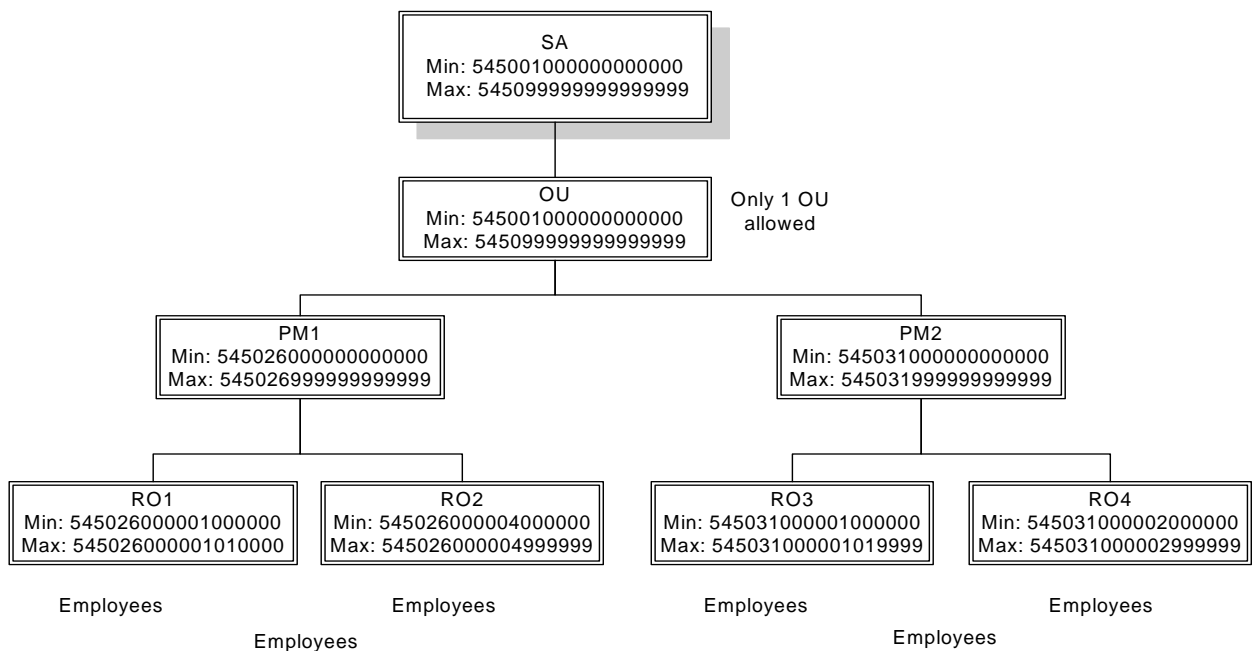 SA
Min: 545001000000000000
Max: 545099999999999999
OU
Min: 545001000000000000
Max: 545099999999999999
Only 1 OU
allowed
PM1
Min: 545026000000000000
Max: 545026999999999999
PM2
Min: 545031000000000000
Max: 545031999999999999
RO1
Min: 545026000001000000
Max: 545026000001010000
RO2
Min: 545026000004000000
Max: 545026000004999999
RO3
Min: 545031000001000000
Max: 545031000001019999
RO4
Min: 545031000002000000
Max: 545031000002999999
Employees
Employees
Employees
Employees
Employees
Employees